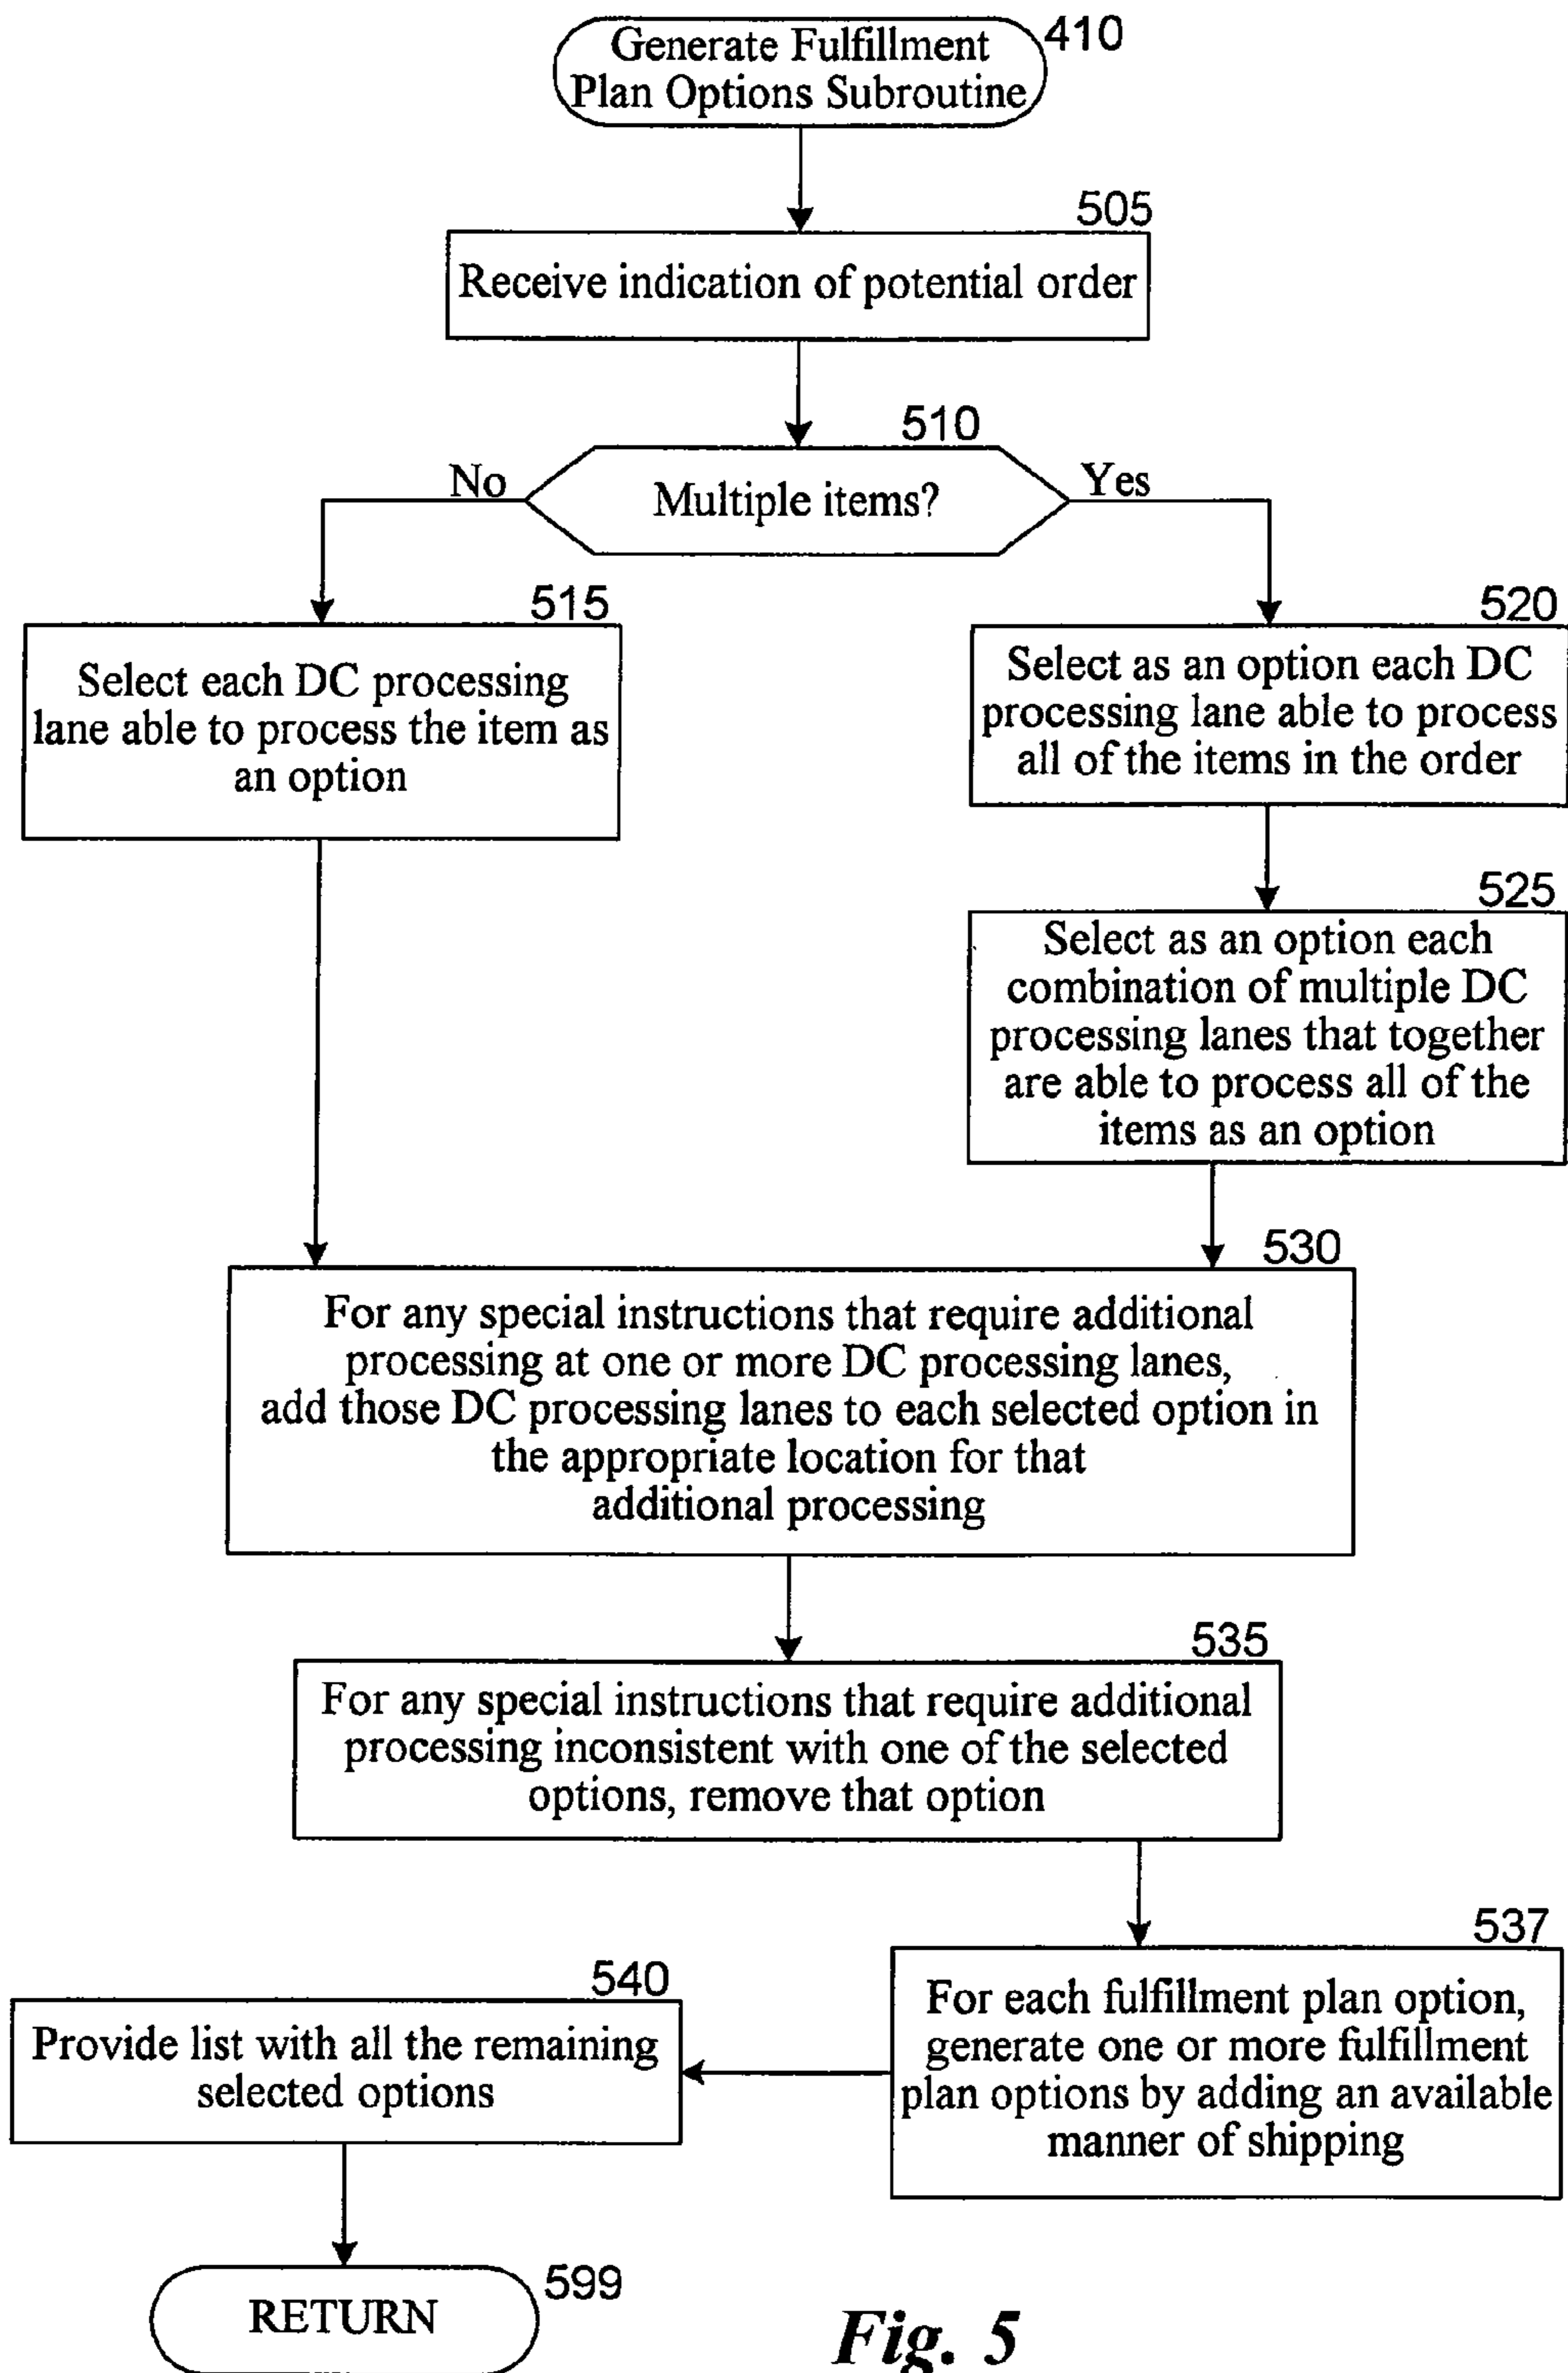 Generate Fulfillment
Plan Options Subroutine
410
505
Receive indication of potential order
510
No
Multiple items?
Yes
515
Select each DC processing
lane able to process the item as
an option
520
Select as an option each DC
processing lane able to process
all of the items in the order
525
Select as an option each
combination of multiple DC
processing lanes that together
are able to process all of the
items as an option
530
For any special instructions that require additional
processing at one or more DC processing lanes,
add those DC processing lanes to each selected option in
the appropriate location for that
additional processing
535
For any special instructions that require additional
processing inconsistent with one of the selected
options, remove that option
537
For each fulfillment plan option,
generate one or more fulfillment
plan options by adding an available
manner of shipping
540
Provide list with all the remaining
selected options
RETURN
599
Fig. 5